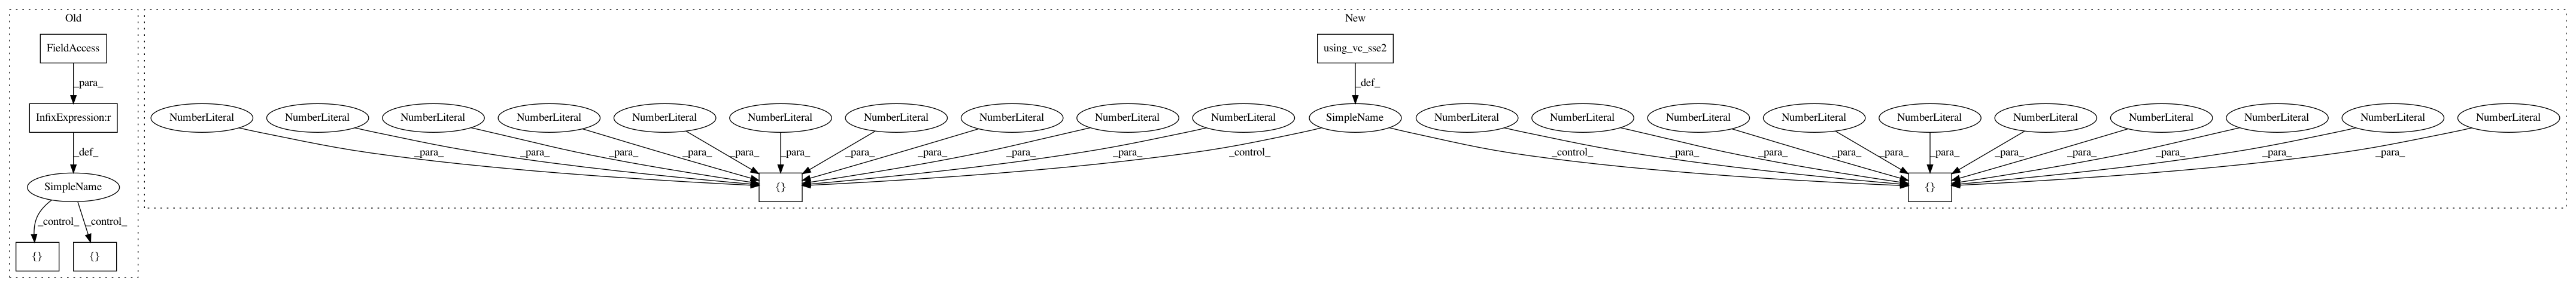 Old
New
FieldAccess
using_vc_sse2
_para_
_def_
InfixExpression:r
NumberLiteral
NumberLiteral
NumberLiteral
NumberLiteral
NumberLiteral
NumberLiteral
NumberLiteral
NumberLiteral
NumberLiteral
NumberLiteral
SimpleName
NumberLiteral
NumberLiteral
NumberLiteral
NumberLiteral
NumberLiteral
NumberLiteral
NumberLiteral
NumberLiteral
NumberLiteral
NumberLiteral
_def_
_para_
_para_
_para_
_para_
_para_
_para_
_para_
_para_
_para_
_para_
_control_
_control_
_para_
_para_
_para_
_para_
_para_
_para_
_para_
_para_
_para_
_para_
SimpleName
{}
{}
_control_
_control_
{}
{}